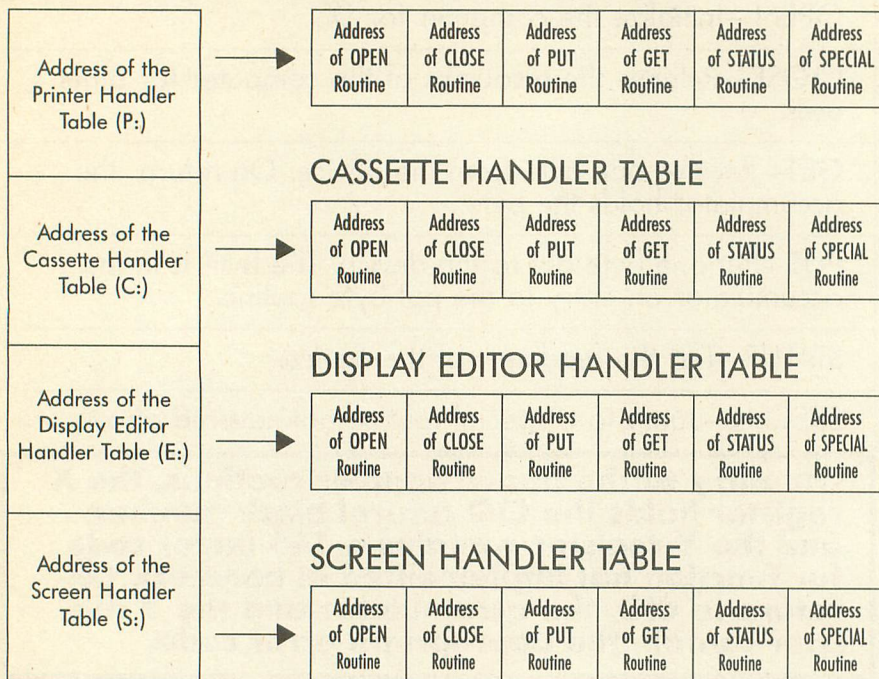 Address of the
Printer Handler
Table (P:)
Address
of OPEN
Routine
Address
of CLOSE
Routine
Address
of PUT
Routine
Address
of GET
Routine
Address
of STATUS
Routine
Address
of SPECIAL
Routine
CASSETTE HANDLER TABLE
Address of the
Cassette Handler
Table (C:)
Address
of OPEN
Routine
Address
of CLOSE
Routine
Address
of PUT
Routine
Address
of GET
Routine
Address
of STATUS
Routine
Address
of SPECIAL
Routine
DISPLAY EDITOR HANDLER TABLE
Address of the
Display Editor
Handler Table (E:)
Address
of OPEN
Routine
Address
of CLOSE
Routine
Address
of PUT
Routine
Address
of GET
Routine
Address
of STATUS
Routine
Address
of SPECIAL
Routine
SCREEN HANDLER TABLE
Address of the
Screen Handler
Table (S:)
Address
of OPEN
Routine
Address
of CLOSE
Routine
Address
of PUT
Routine
Address
of GET
Routine
Address
of STATUS
Routine
Address
of SPECIAL
Routine